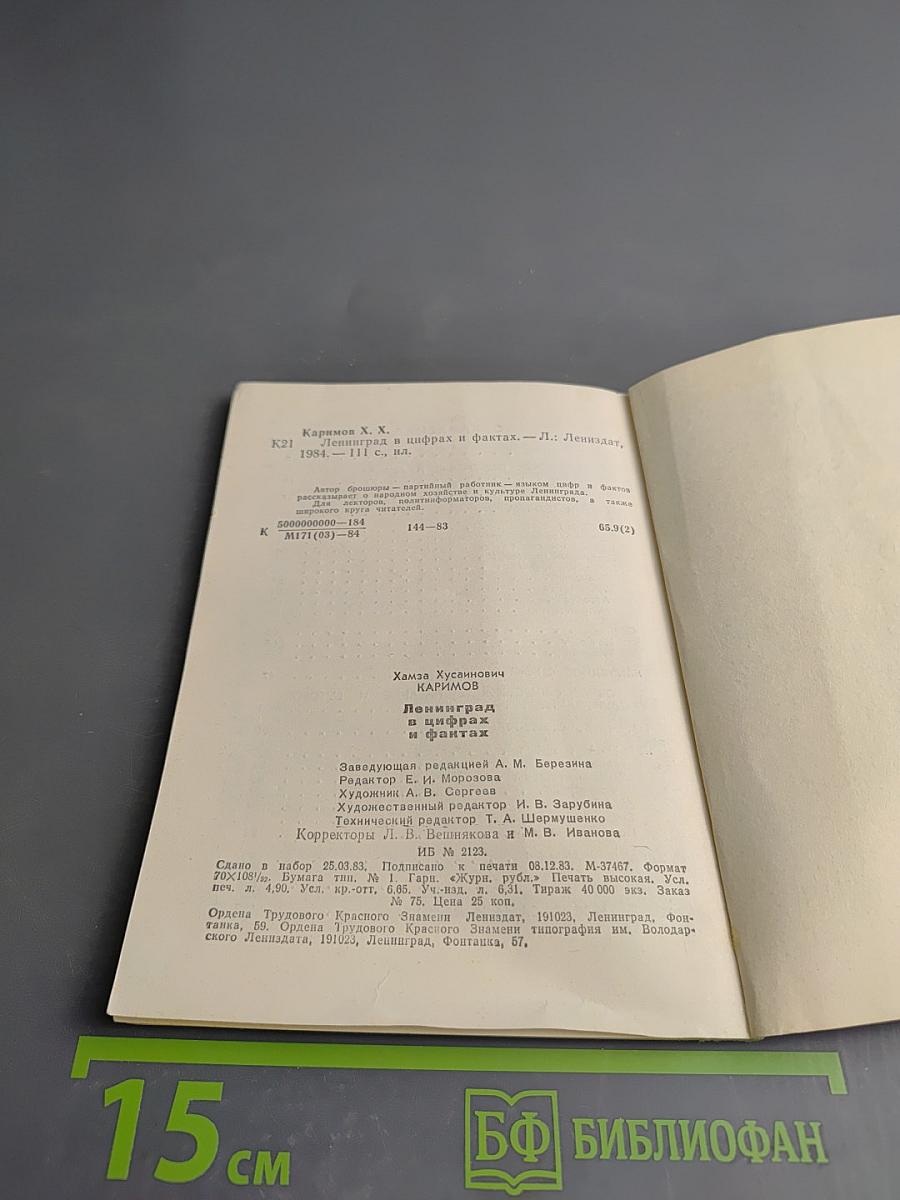 Каримов Х. Х.
К21 Ленинград в цифрах и фактах. — Л.: Лениздат,
1984. — 111 с., ил.
Автор брошюры — партийный работник — языком цифр и фактов
рассказывает о народном хозяйстве и культуре Ленинграда.
Для лекторов, политинформаторов, пропагандистов, а также
широкого круга читателей.
К 5000000000—184 144—83 65.9(2)
М171(03)—84
Хамза Хусаинович
КАРИМОВ
Ленинград
в цифрах
и фактах
Заведующая редакцией А. М. Березина
Редактор Е. И. Морозова
Художник А. В. Сергеев
Художественный редактор И. В. Зарубина
Технический редактор Т. А. Шермушенко
Корректоры Л. В. Вешнякова и М. В. Иванова
ИБ № 2123.
Сдано в набор 25.03.83. Подписано к печати 08.12.83. М-37467. Формат
70×108¹/₃₂. Бумага тип. № 1. Гарн. «Журн. рубл.» Печать высокая. Усл.
печ. л. 4,90. Усл. кр.-отт. 6,65. Уч.-изд. л. 6,31. Тираж 40 000 экз. Заказ
№ 75. Цена 25 коп.
Ордена Трудового Красного Знамени Лениздат, 191023, Ленинград, Фон-
танка, 59. Ордена Трудового Красного Знамени типография им. Володар-
ского Лениздата, 191023, Ленинград, Фонтанка, 57.
15 см
БФ БИБЛИОФАН